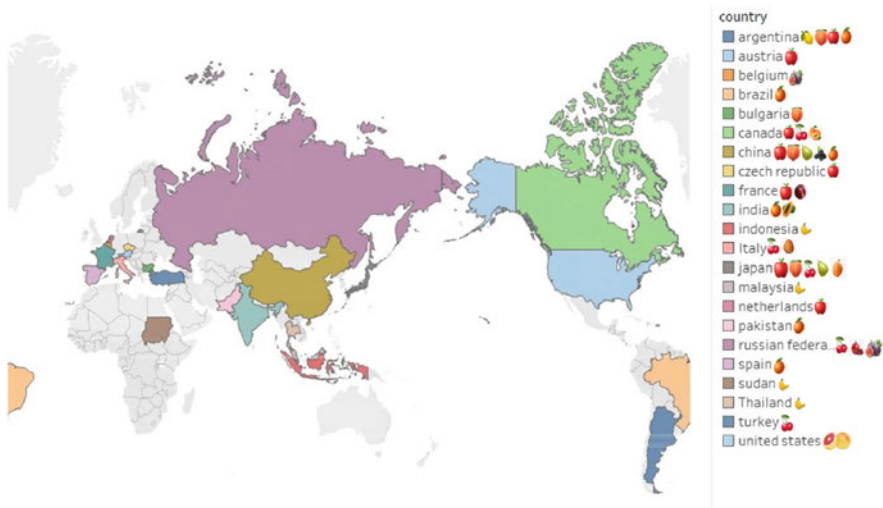 country
argentina
austria
belgium
brazil
bulgaria
canada
china
czech republic
france
india
indonesia
Italy
japan
malaysia
netherlands
pakistan
russian federa...
spain
sudan
Thailand
turkey
united states